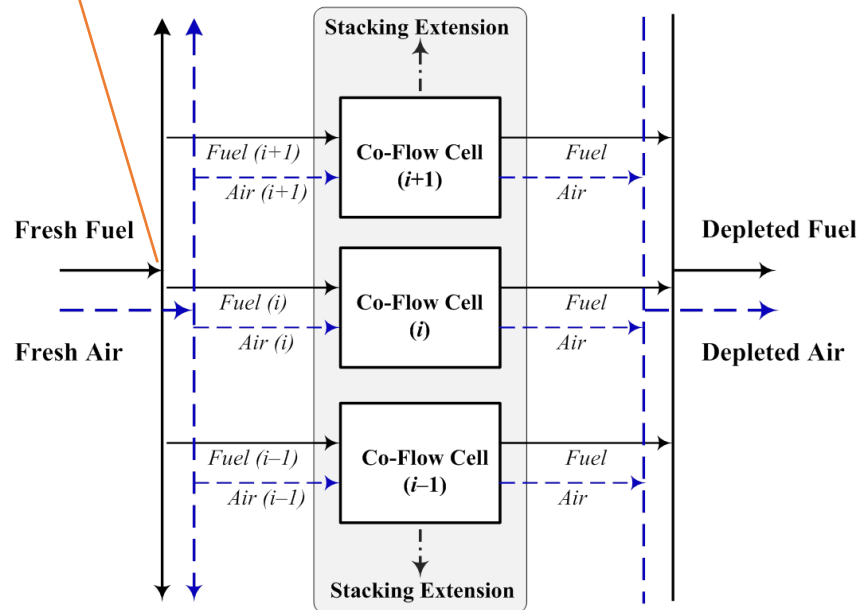 Stacking Extension
Co-Flow Cell
(i+1)
Fuel (i+1)
Air (i+1)
Fuel
Air
Fresh Fuel
Depleted Fuel
Co-Flow Cell
(i)
Fuel (i)
Air (i)
Fuel
Air
Fresh Air
Depleted Air
Co-Flow Cell
(i–1)
Fuel (i–1)
Air (i–1)
Fuel
Air
Stacking Extension